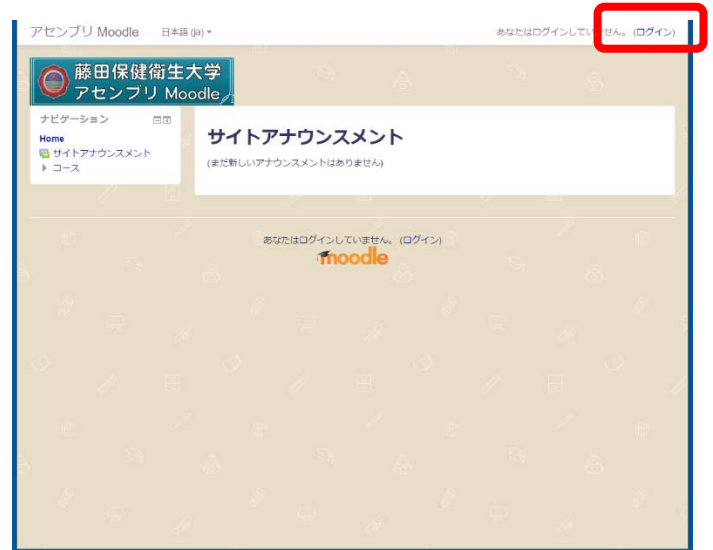 アセンブリ Moodle 日本語 (ja)
あなたはログインしていません。 (ログイン)
藤田保健衛生大学
アセンブリ Moodle
ナビゲーション
Home
サイトアナウンスメント
コース
サイトアナウンスメント
(まだ新しいアナウンスメントはありません)
あなたはログインしていません。 (ログイン)
moodle